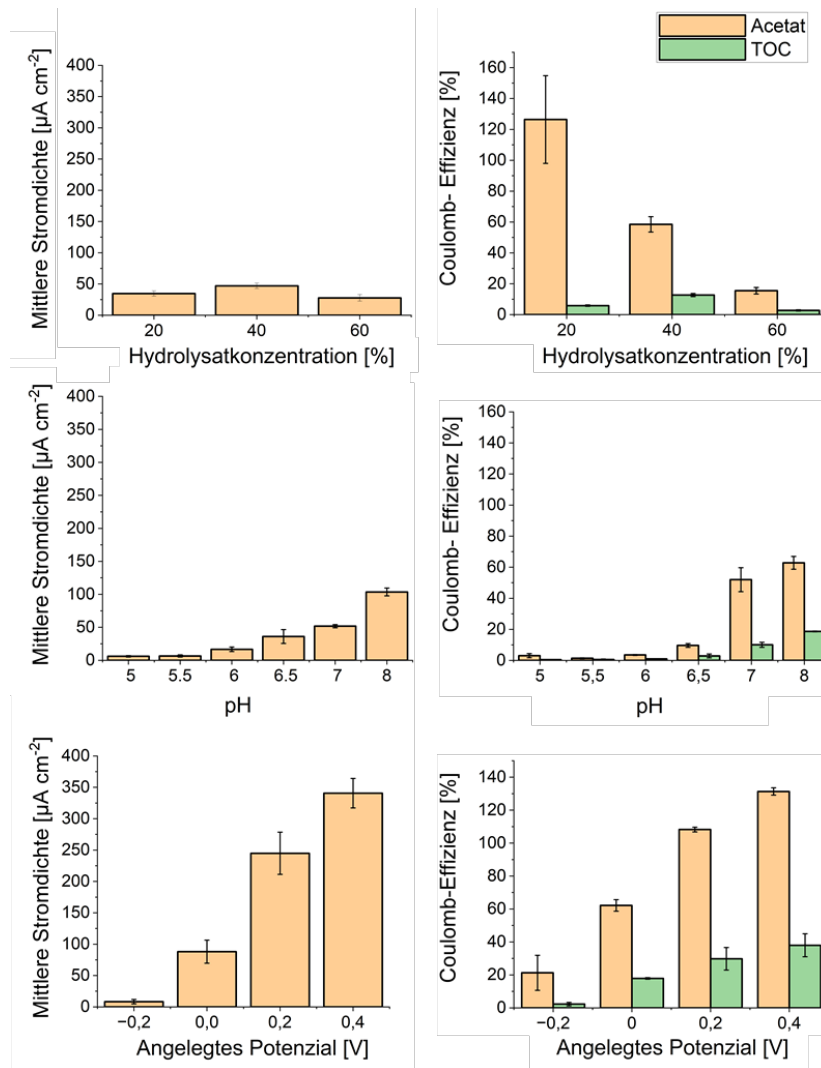 Acetat
TOC
Mittlere Stromdichte [µA cm⁻²]
400
350
300
250
200
150
100
50
0
20 40 60
Hydrolysatkonzentration [%]
Coulomb- Effizienz [%]
160
140
120
100
80
60
40
20
0
20 40 60
Hydrolysatkonzentration [%]
Mittlere Stromdichte [µA cm⁻²]
400
350
300
250
200
150
100
50
0
5 5.5 6 6.5 7 8
pH
Coulomb- Effizienz [%]
160
140
120
100
80
60
40
20
0
5 5,5 6 6,5 7 8
pH
Mittlere Stromdichte [µA cm⁻²]
400
350
300
250
200
150
100
50
0
−0,2 0,0 0,2 0,4
Angelegtes Potenzial [V]
Coulomb-Effizienz [%]
140
120
100
80
60
40
20
0
−0,2 0 0,2 0,4
Angelegtes Potenzial [V]